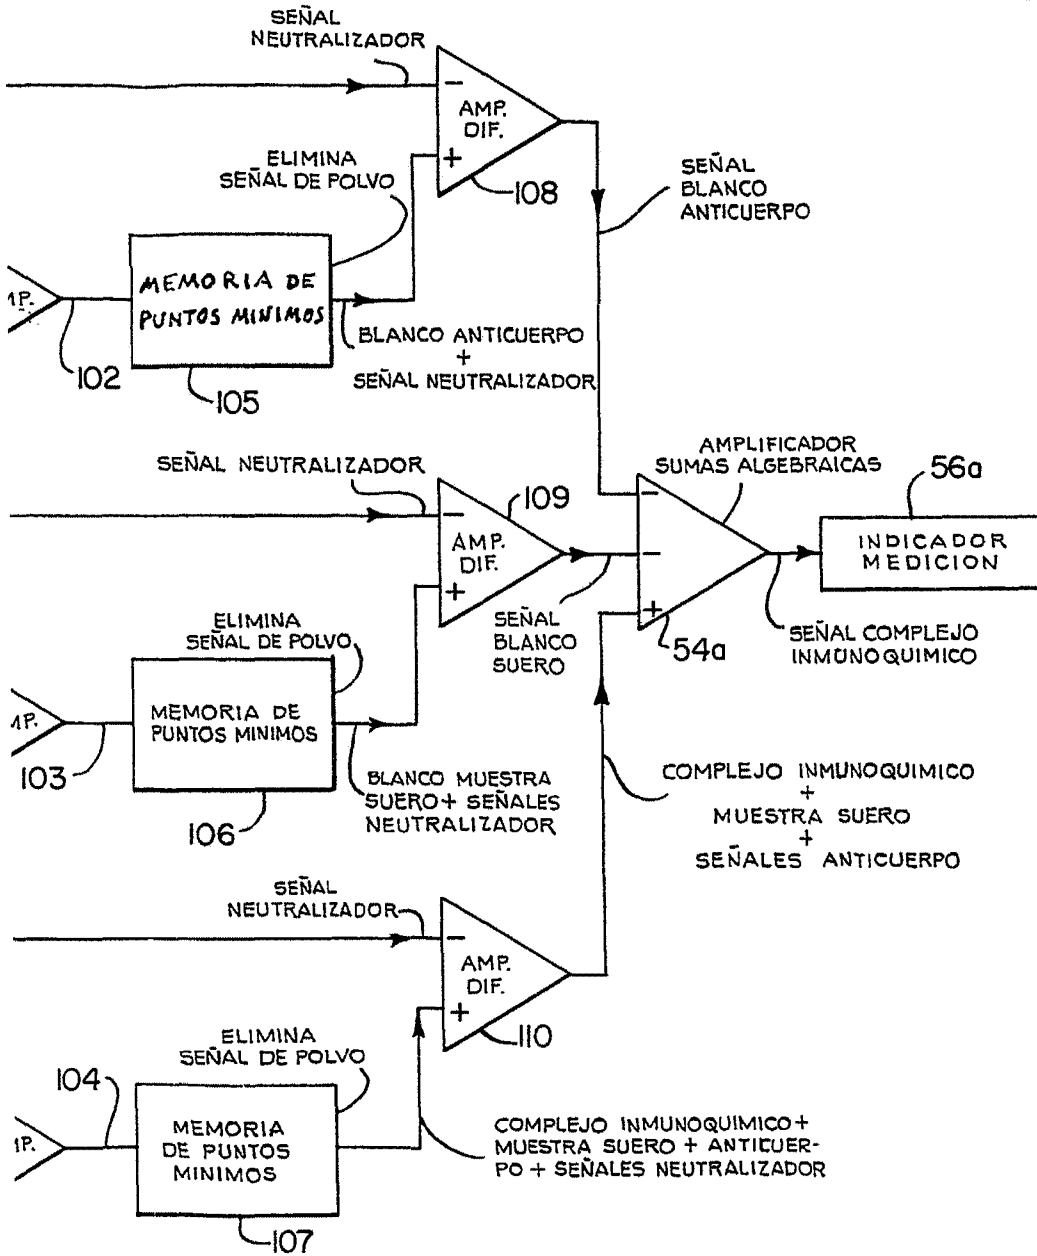 SEÑAL
NEUTRALIZADOR
−
AMP.
DIF.
+
108
ELIMINA
SEÑAL DE POLVO
SEÑAL
BLANCO
ANTICUERPO
MP.
MEMORIA DE
PUNTOS MINIMOS
102
105
BLANCO ANTICUERPO
+
SEÑAL NEUTRALIZADOR
SEÑAL NEUTRALIZADOR
−
AMP.
DIF.
+
109
AMPLIFICADOR
SUMAS ALGEBRAICAS
−
−
+
54a
56a
INDICADOR
MEDICION
SEÑAL
BLANCO
SUERO
SEÑAL COMPLEJO
INMUNOQUIMICO
ELIMINA
SEÑAL DE POLVO
MP.
MEMORIA DE
PUNTOS MINIMOS
103
106
BLANCO MUESTRA
SUERO + SEÑALES
NEUTRALIZADOR
COMPLEJO INMUNOQUIMICO
+
MUESTRA SUERO
+
SEÑALES ANTICUERPO
SEÑAL
NEUTRALIZADOR
−
AMP.
DIF.
+
110
ELIMINA
SEÑAL DE POLVO
104
MP.
MEMORIA
DE PUNTOS
MINIMOS
107
COMPLEJO INMUNOQUIMICO +
MUESTRA SUERO + ANTICUER-
PO + SEÑALES NEUTRALIZADOR